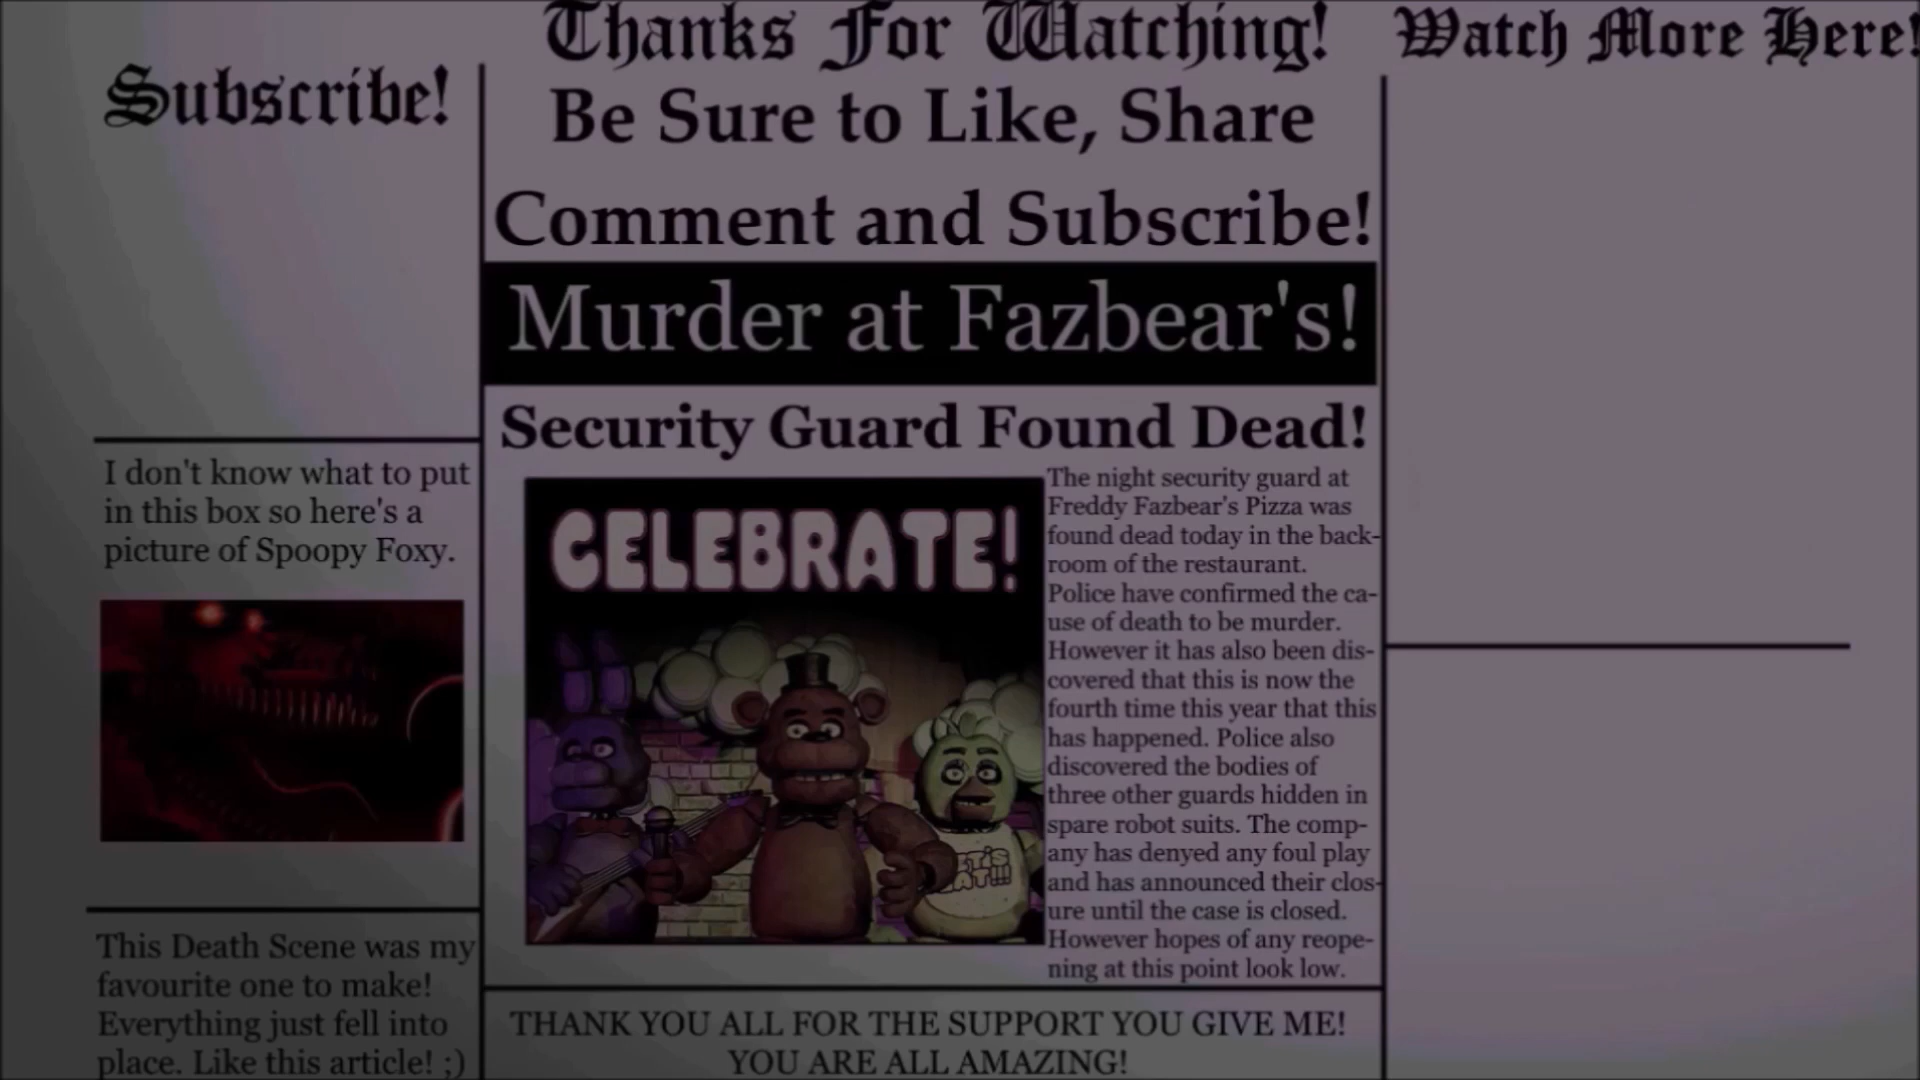 Subscribe!
I don't know what to put
in this box so here's a
picture of Spoopy Foxy.
This Death Scene was my
favourite one to make!
Everything just fell into
place. Like this article! ;)
Thanks For Watching!
Be Sure to Like, Share
Comment and Subscribe!
Murder at Fazbear's!
Security Guard Found Dead!
CELEBRATE!
LET'S
EAT!!!
The night security guard at
Freddy Fazbear's Pizza was
found dead today in the back-
room of the restaurant.
Police have confirmed the ca-
use of death to be murder.
However it has also been dis-
covered that this is now the
fourth time this year that this
has happened. Police also
discovered the bodies of
three other guards hidden in
spare robot suits. The comp-
any has denied any foul play
and has announced their clos-
ure until the case is closed.
However hopes of any reope-
ning at this point look low.
THANK YOU ALL FOR THE SUPPORT YOU GIVE ME!
YOU ARE ALL AMAZING!
Watch More Here!